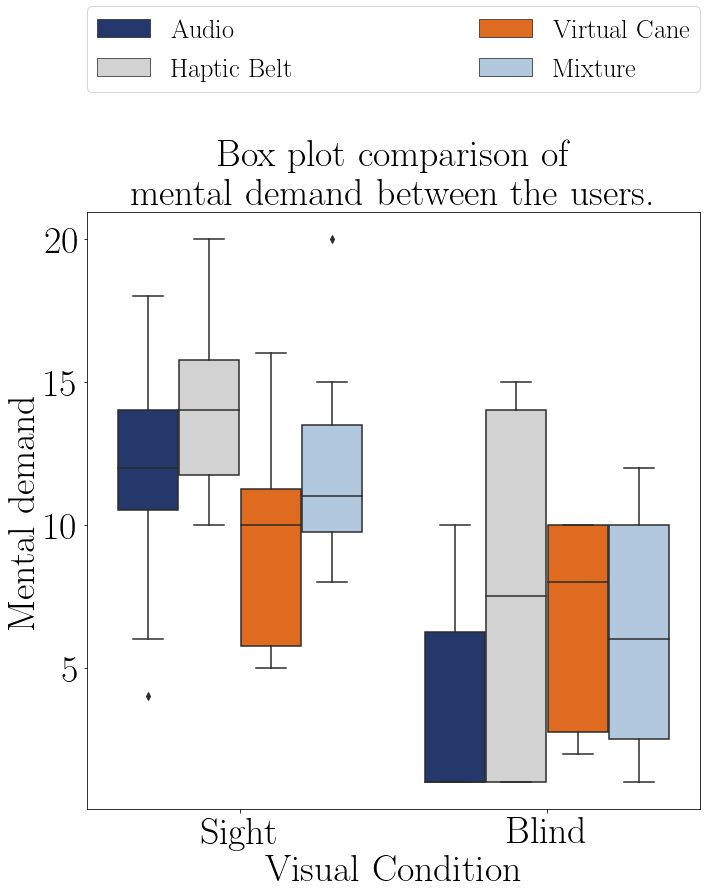 Audio
Virtual Cane
Haptic Belt
Mixture
Box plot comparison of
mental demand between the users.
20
15
10
5
Mental demand
Sight
Blind
Visual Condition